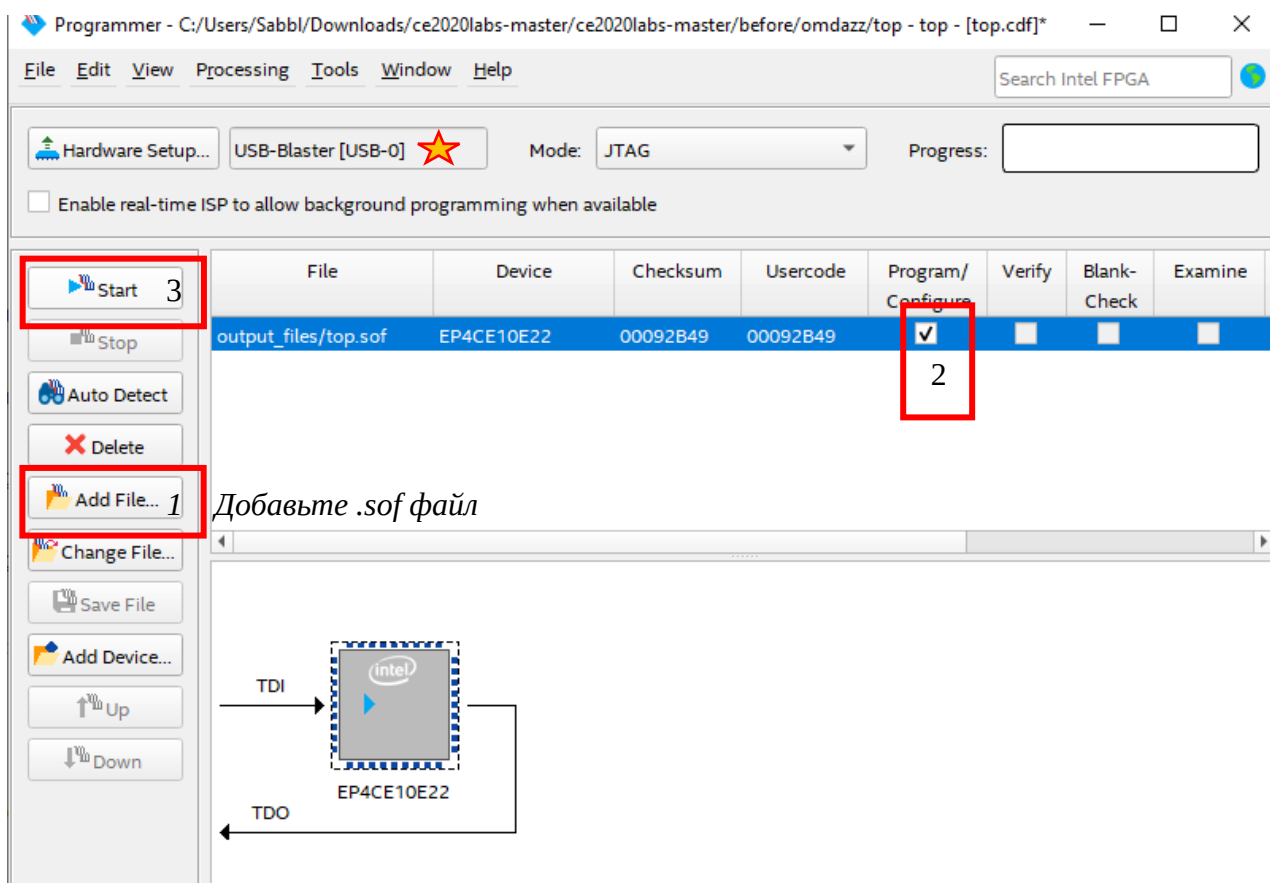 Programmer - C:/Users/Sabbl/Downloads/ce2020labs-master/ce2020labs-master/before/omdazz/top - top - [top.cdf]*
File Edit View Processing Tools Window Help
Search Intel FPGA
Hardware Setup... USB-Blaster [USB-0] Mode: JTAG Progress:
Enable real-time ISP to allow background programming when available
Start 3
Stop
Auto Detect
Delete
Add File... 1 Добавьте .sof файл
Change File...
Save File
Add Device...
Up
Down
File Device Checksum Usercode Program/ Verify Blank- Examine
Configure Check
output_files/top.sof EP4CE10E22 00092B49 00092B49
2
TDI
intel
EP4CE10E22
TDO